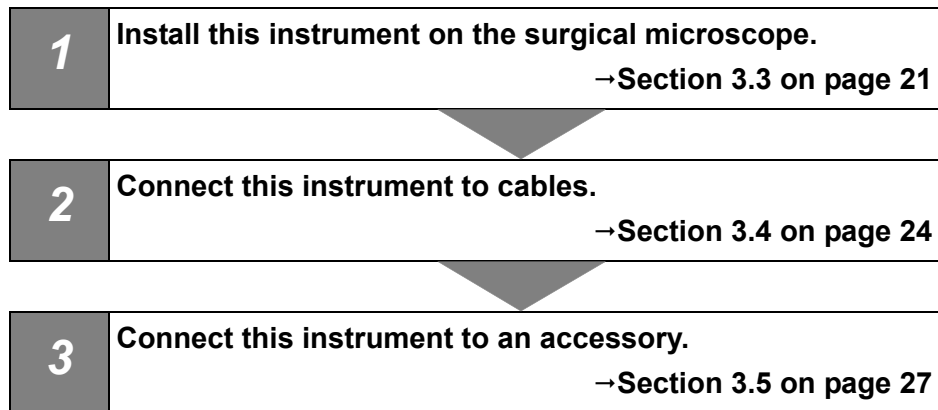 1
Install this instrument on the surgical microscope.
→Section 3.3 on page 21
2
Connect this instrument to cables.
→Section 3.4 on page 24
3
Connect this instrument to an accessory.
→Section 3.5 on page 27